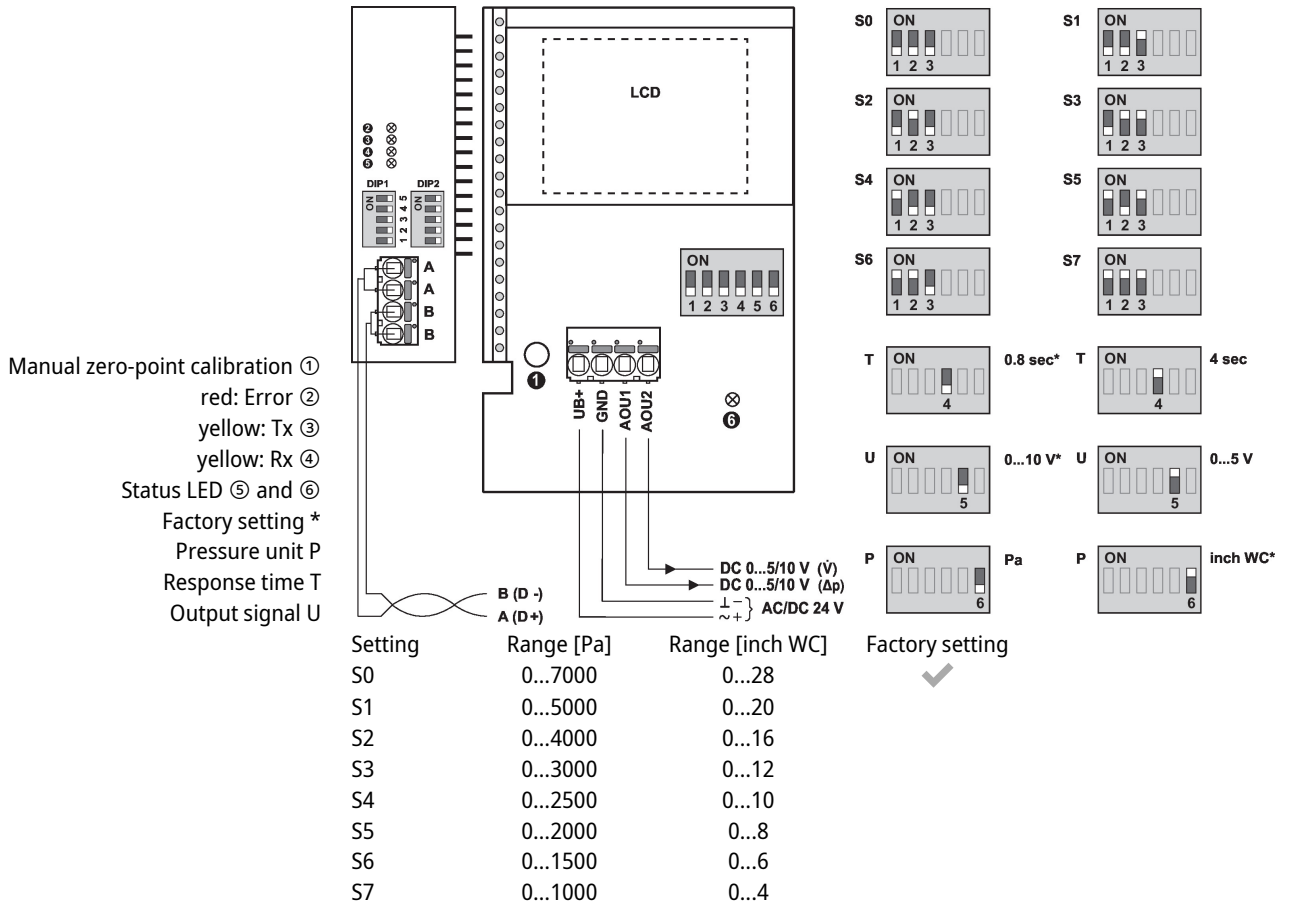 S0 ON
1 2 3
S1 ON
1 2 3
LCD
S2 ON
1 2 3
S3 ON
1 2 3
❷
❸
❹
❺
DIP1 DIP2
ON 1 2 3 4 5 ON
S4 ON
1 2 3
S5 ON
1 2 3
A
A
B
B
ON
1 2 3 4 5 6
S6 ON
1 2 3
S7 ON
1 2 3
❶
UB+
GND
AOU1
AOU2
❻
T ON 0.8 sec*
4
T ON 4 sec
4
U ON 0...10 V*
5
U ON 0...5 V
5
P ON Pa
6
P ON inch WC*
6
Manual zero-point calibration ①
red: Error ②
yellow: Tx ③
yellow: Rx ④
Status LED ⑤ and ⑥
Factory setting *
Pressure unit P
Response time T
Output signal U
DC 0...5/10 V (V̇)
DC 0...5/10 V (Δp)
⊥ −
~ +
} AC/DC 24 V
B (D -)
A (D+)
Setting Range [Pa] Range [inch WC] Factory setting
S0 0...7000 0...28 ✔
S1 0...5000 0...20
S2 0...4000 0...16
S3 0...3000 0...12
S4 0...2500 0...10
S5 0...2000 0...8
S6 0...1500 0...6
S7 0...1000 0...4